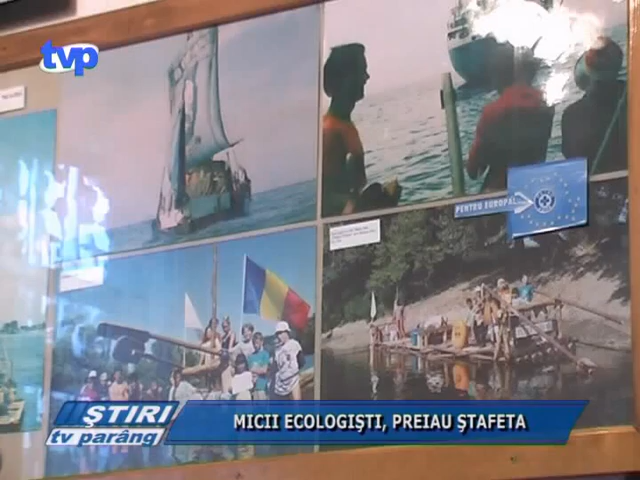 tvp
PENTRU EUROPA!
ŞTIRI
tv parâng
MICII ECOLOGIŞTI, PREIAU ŞTAFETA